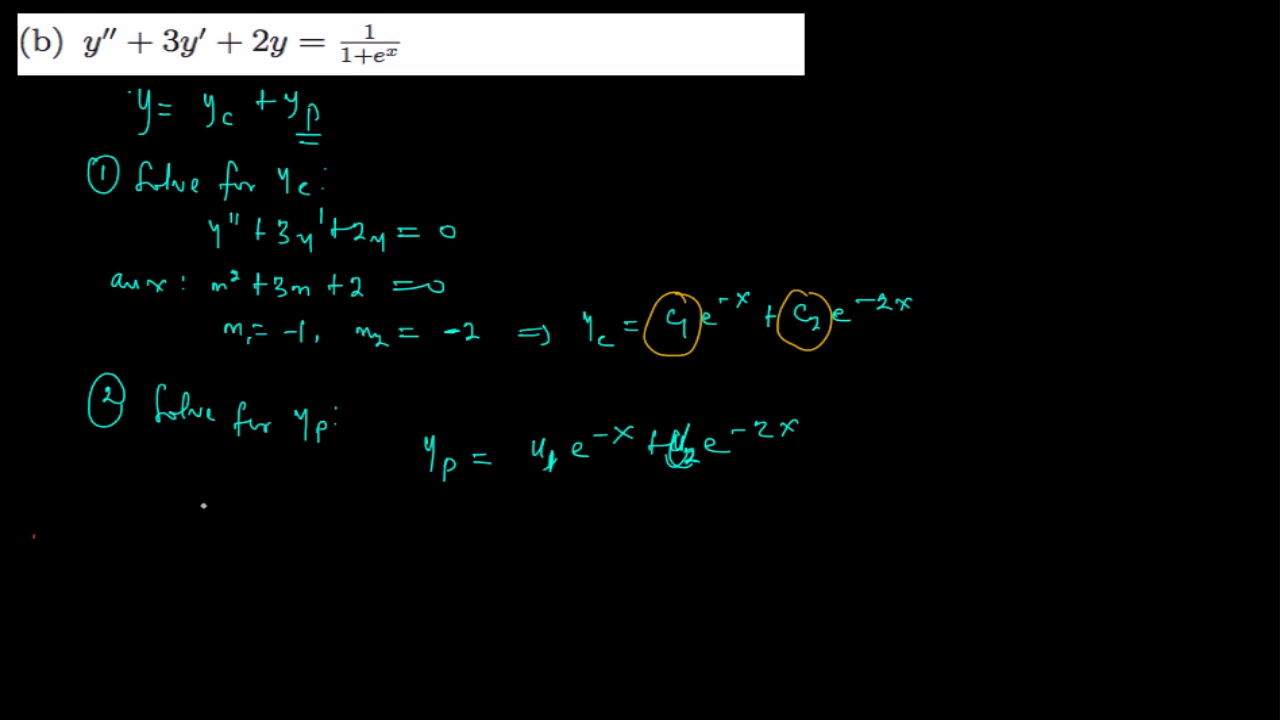 (b) y″ + 3y′ + 2y = 1/(1+eˣ)
y = y_c + y_p
① Solve for y_c:
y″ + 3y′ + 2y = 0
aux: m² + 3m + 2 = 0
m₁ = -1, m₂ = -2 ⇒ y_c = C₁e^{-x} + C₂e^{-2x}
② Solve for y_p:
y_p = u₁e^{-x} + u₂e^{-2x}